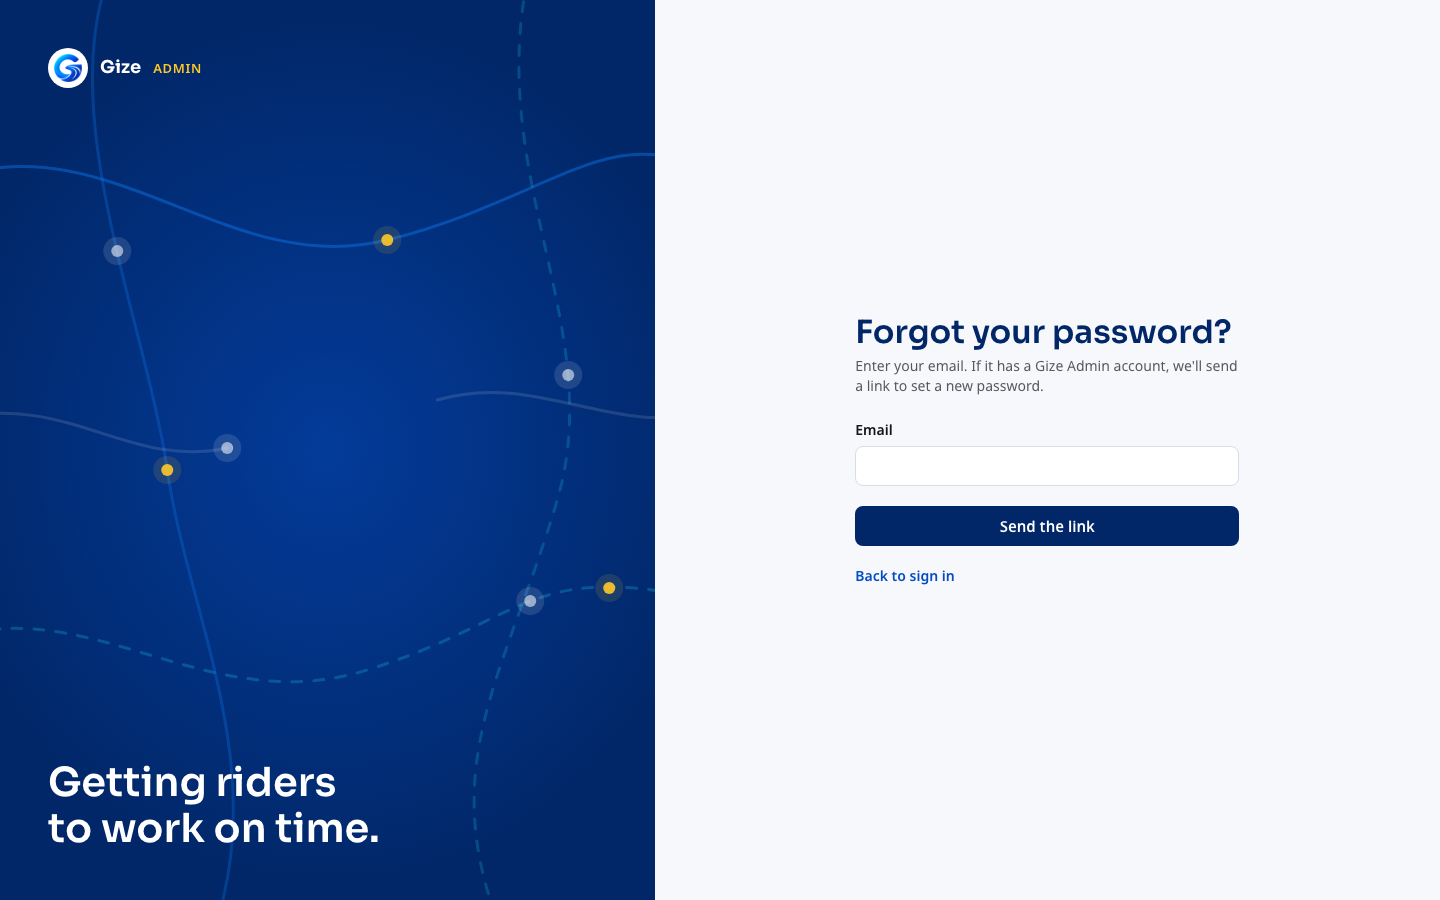 Gize ADMIN
Getting riders
to work on time.
Forgot your password?
Enter your email. If it has a Gize Admin account, we'll send
a link to set a new password.
Email
Send the link
Back to sign in